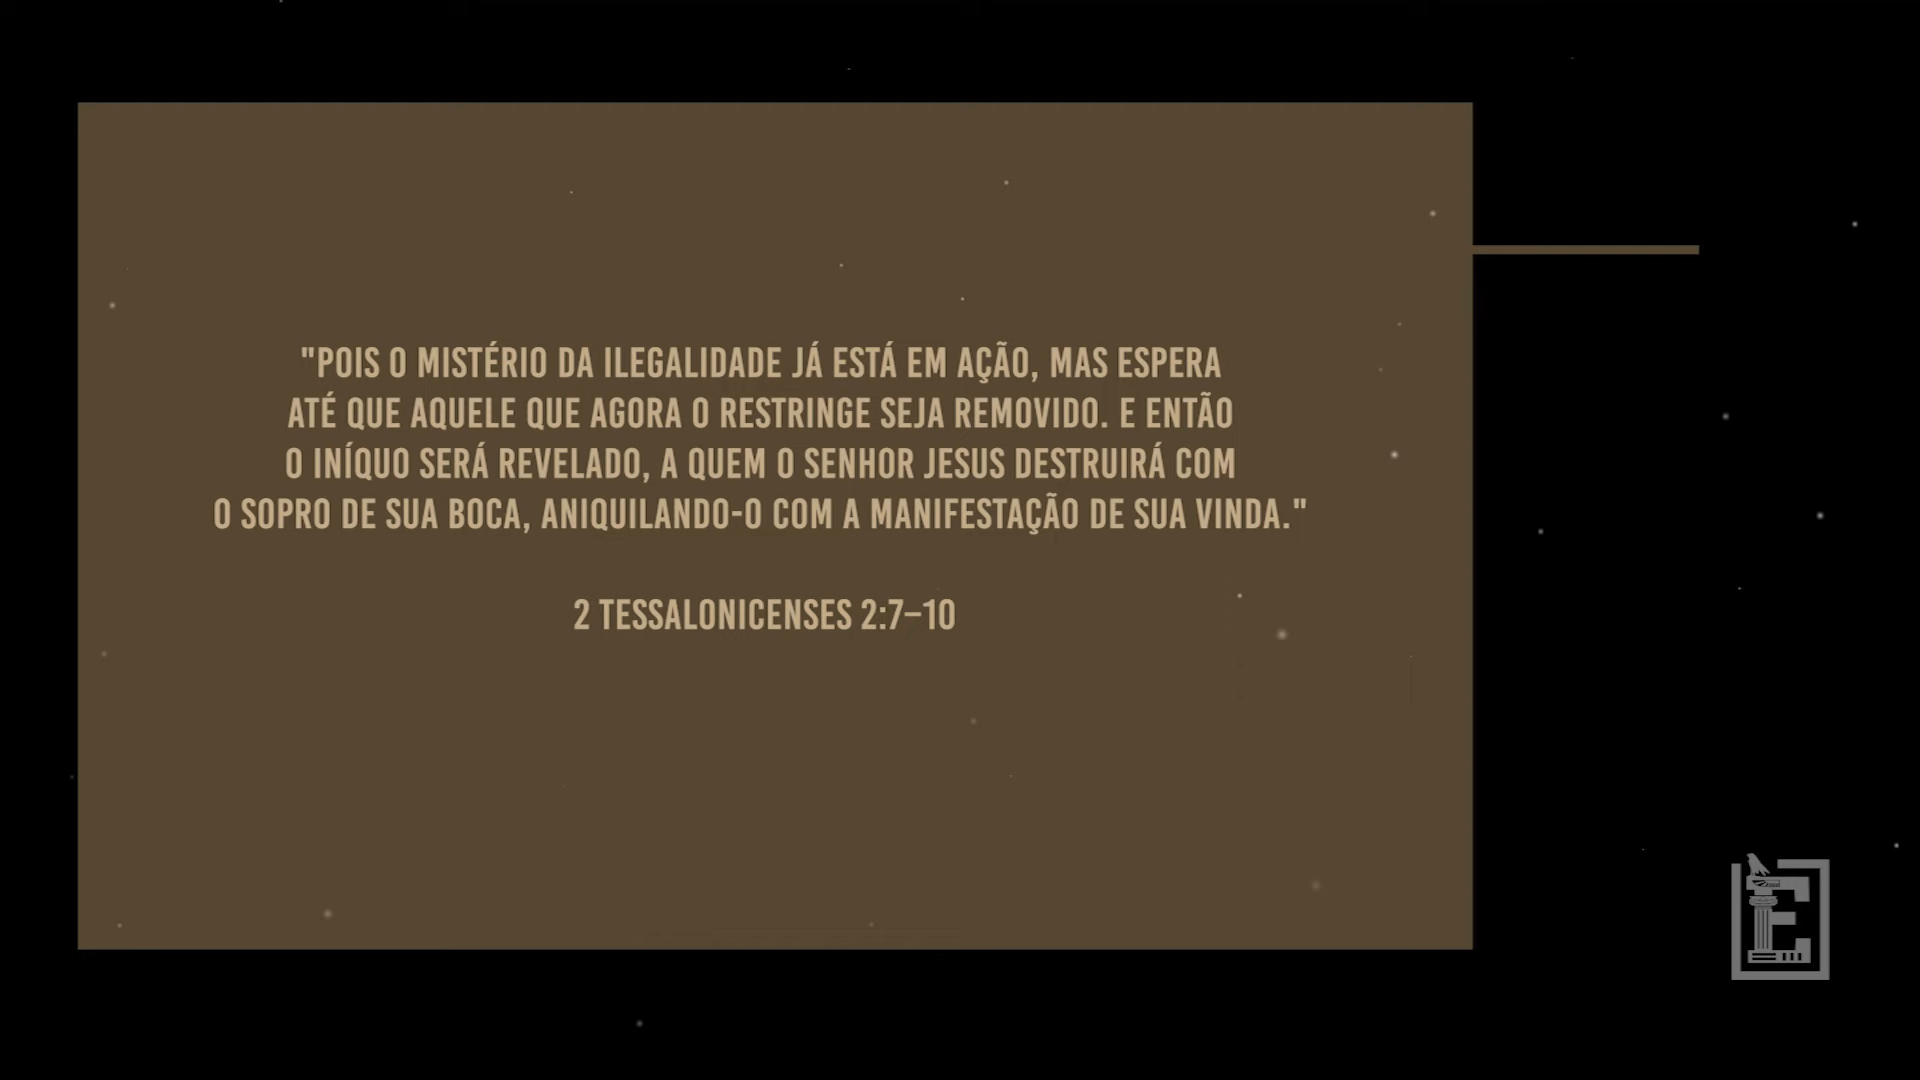 "POIS O MISTÉRIO DA ILEGALIDADE JÁ ESTÁ EM AÇÃO, MAS ESPERA
ATÉ QUE AQUELE QUE AGORA O RESTRINGE SEJA REMOVIDO. E ENTÃO
O INÍQUO SERÁ REVELADO, A QUEM O SENHOR JESUS DESTRUIRÁ COM
O SOPRO DE SUA BOCA, ANIQUILANDO-O COM A MANIFESTAÇÃO DE SUA VINDA."
2 TESSALONICENSES 2:7–10
E